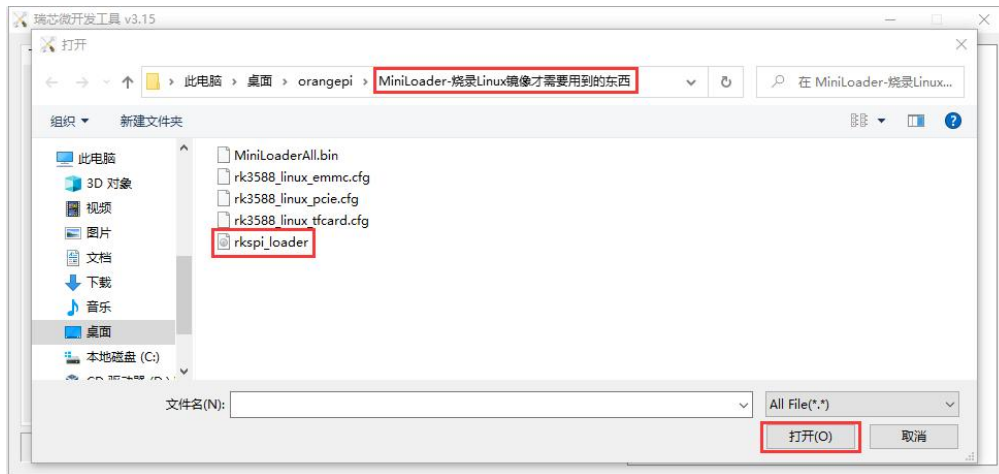 瑞芯微开发工具 v3.15
打开
此电脑 › 桌面 › orangepi › MiniLoader-烧录Linux镜像才需要用到的东西
在 MiniLoader-烧录Linux...
组织 新建文件夹
此电脑
3D 对象
视频
图片
文档
下载
音乐
桌面
本地磁盘 (C:)
MiniLoaderAll.bin
rk3588_linux_emmc.cfg
rk3588_linux_pcie.cfg
rk3588_linux_tfcard.cfg
rkspi_loader
文件名(N):
All File(*.*)
打开(O) 取消